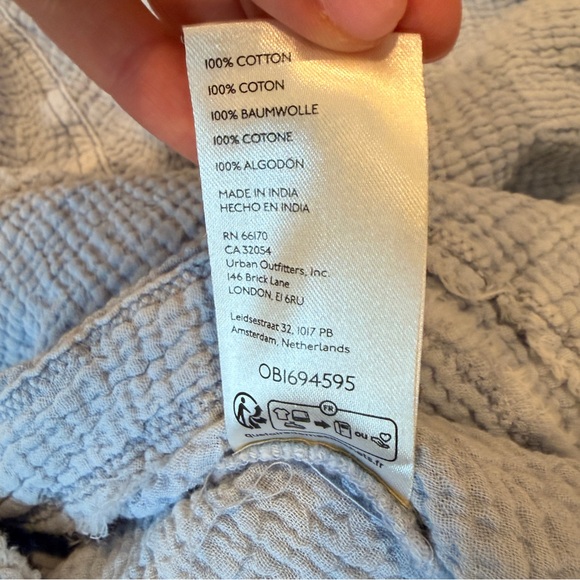 100% COTTON
100% COTON
100% BAUMWOLLE
100% COTONE
100% ALGODÓN
MADE IN INDIA
HECHO EN INDIA
RN 66170
CA 32054
Urban Outfitters, Inc.
146 Brick Lane
LONDON, E1 6RU
Leidsestraat 32, 1017 PB
Amsterdam, Netherlands
OB1694595
FR
OU